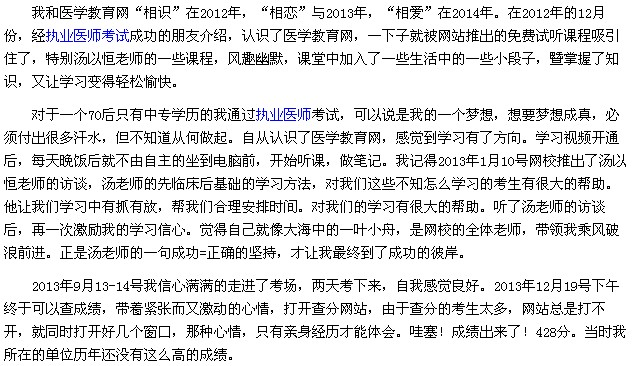 我和医学教育网“相识”在2012年，“相恋”与2013年，“相爱”在2014年。在2012年的12月
份，经执业医师考试成功的朋友介绍，认识了医学教育网，一下子就被网站推出的免费试听课程吸引
住了，特别汤以恒老师的一些课程，风趣幽默，课堂中加入了一些生活中的一些小段子，暨掌握了知
识，又让学习变得轻松愉快。
对于一个70后只有中专学历的我通过执业医师考试，可以说是我的一个梦想，想要梦想成真，必
须付出很多汗水，但不知道从何做起。自从认识了医学教育网，感觉到学习有了方向。学习视频开通
后，每天晚饭后就不由自主的坐到电脑前，开始听课，做笔记。我记得2013年1月10号网校推出了汤以
恒老师的访谈，汤老师的先临床后基础的学习方法，对我们这些不知怎么学习的考生有很大的帮助。
他让我们学习中有抓有放，帮我们合理安排时间。对我们的学习有很大的帮助。听了汤老师的访谈
后，再一次激励我的学习信心。觉得自己就像大海中的一叶小舟，是网校的全体老师，带领我乘风破
浪前进。正是汤老师的一句成功=正确的坚持，才让我最终到了成功的彼岸。
2013年9月13-14号我信心满满的走进了考场，两天考下来，自我感觉良好。2013年12月19号下午
终于可以查成绩，带着紧张而又激动的心情，打开查分网站，由于查分的考生太多，网站总是打不
开，就同时打开好几个窗口，那种心情，只有亲身经历才能体会。哇塞！成绩出来了！428分。当时我
所在的单位历年还没有这么高的成绩。